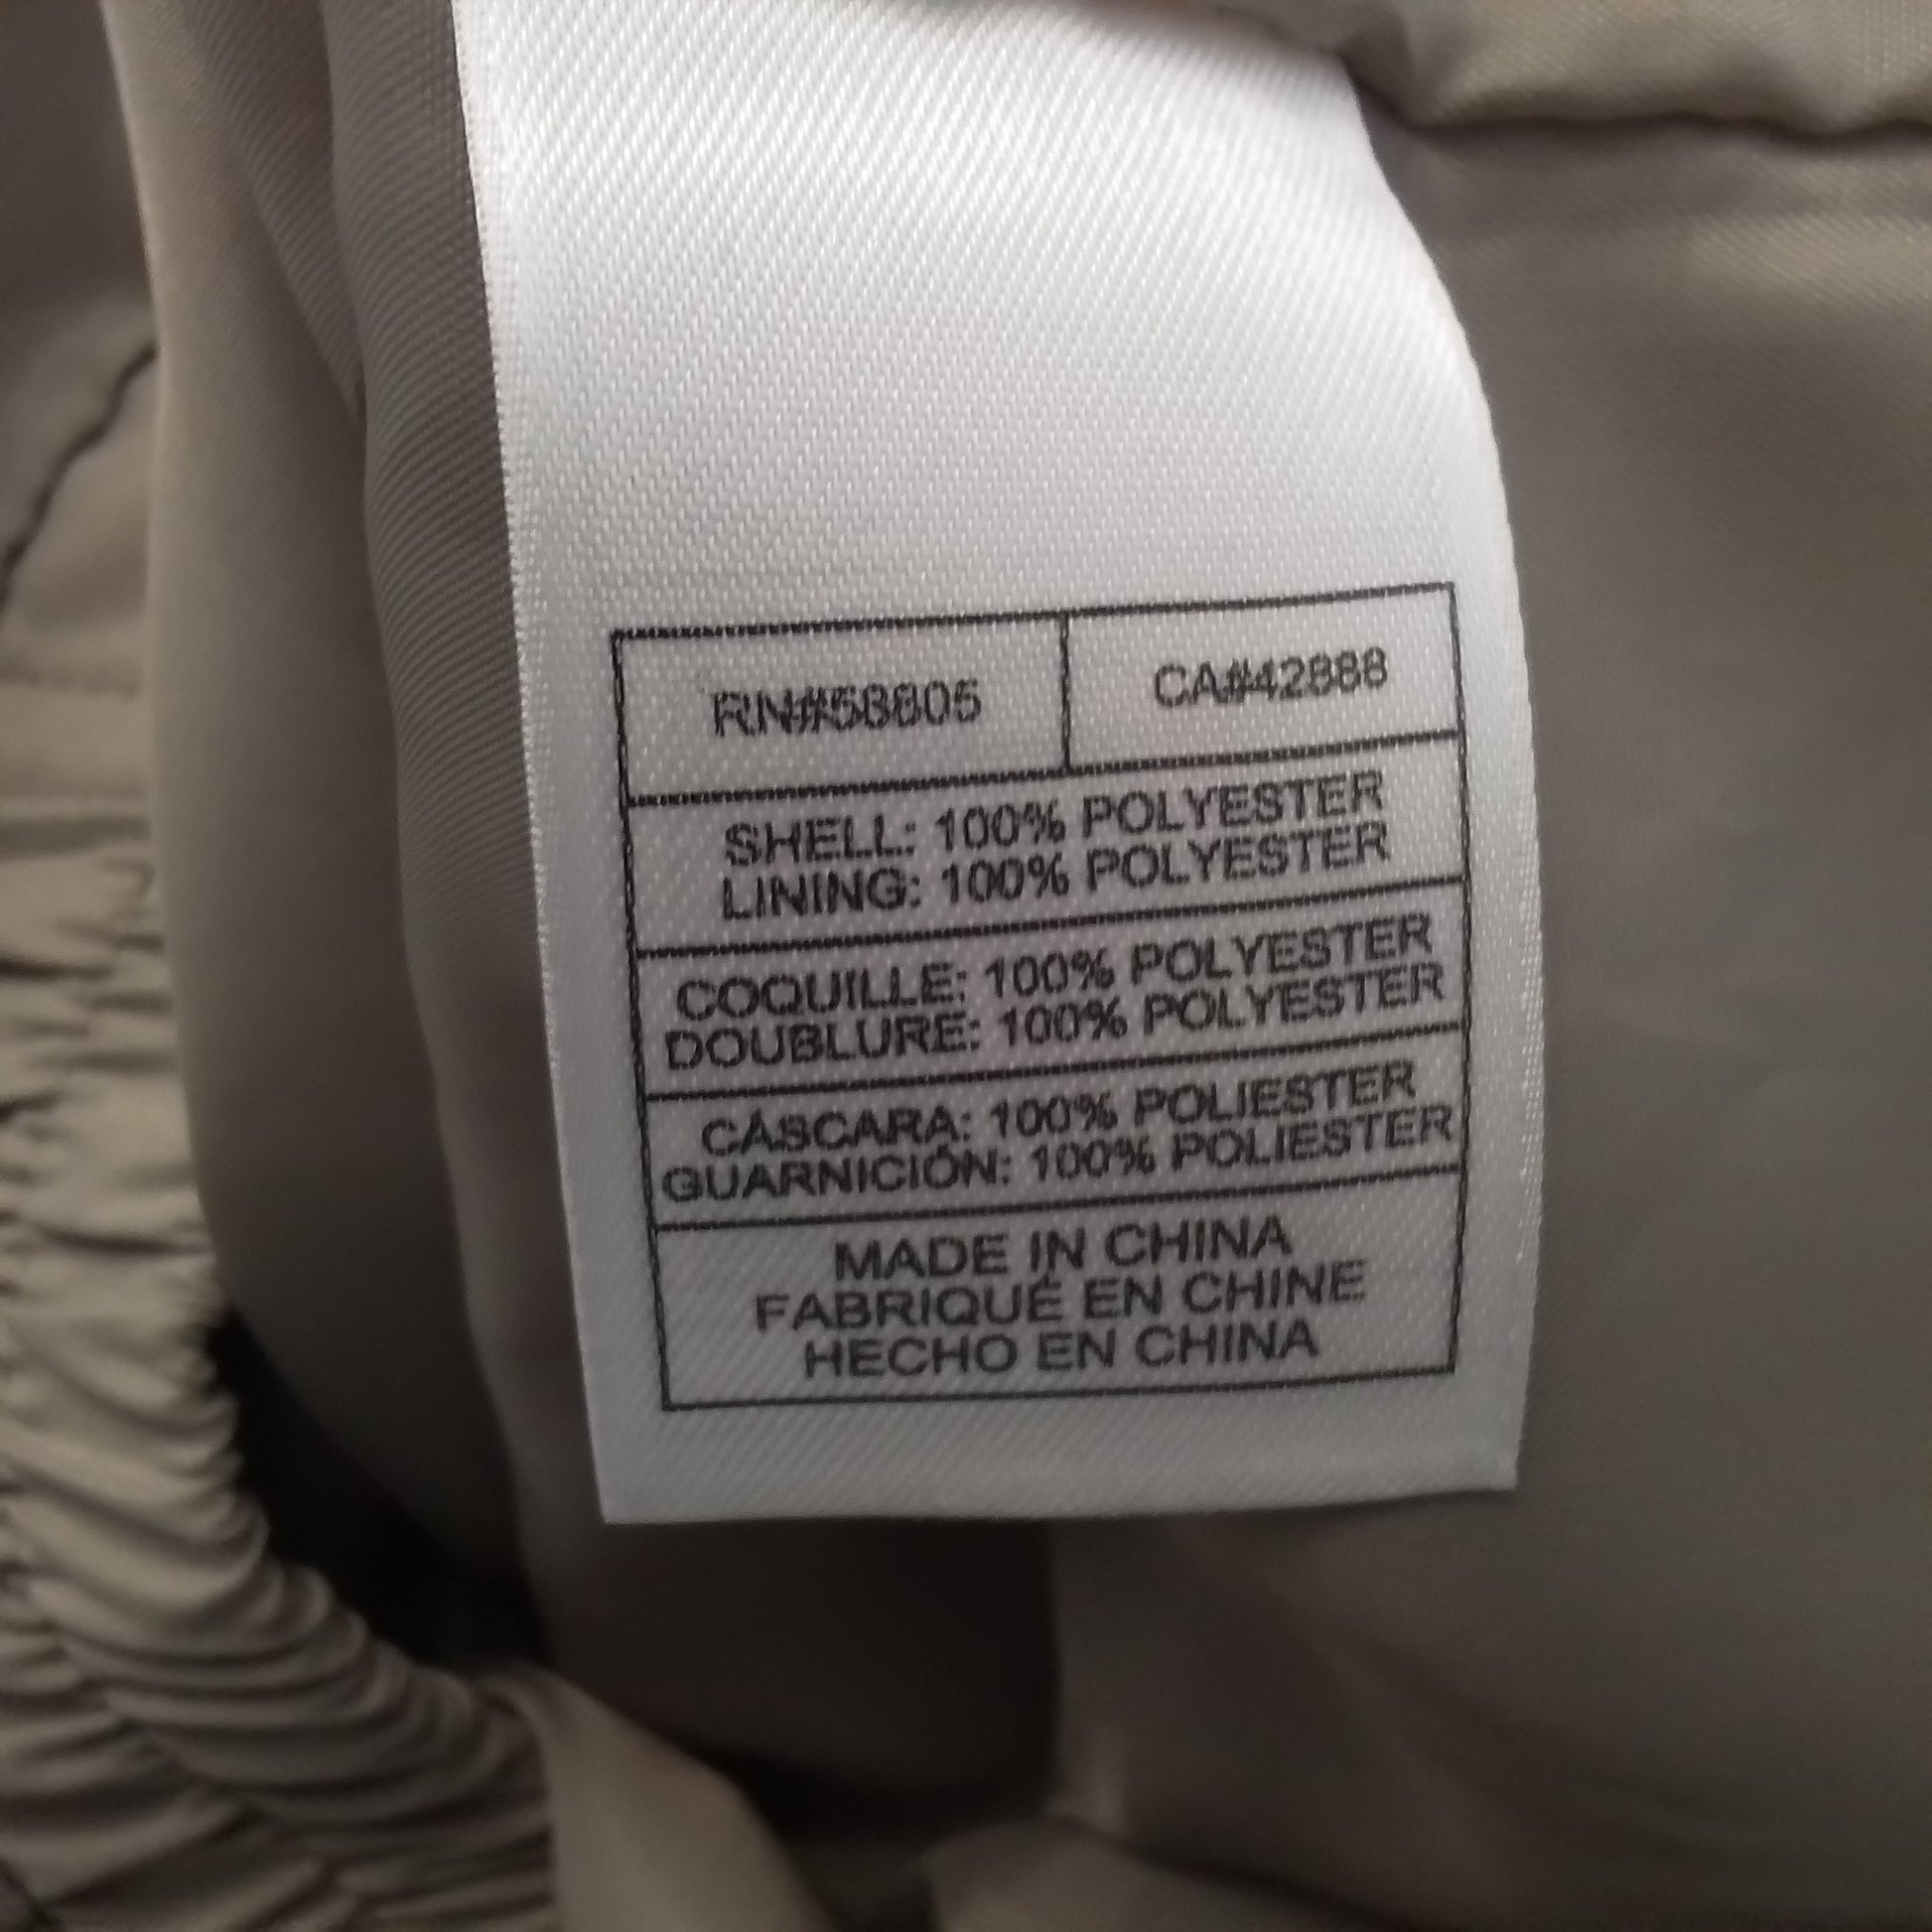 RN#58805
CA#42888
SHELL: 100% POLYESTER
LINING: 100% POLYESTER
COQUILLE: 100% POLYESTER
DOUBLURE: 100% POLYESTER
CÁSCARA: 100% POLIESTER
GUARNICIÓN: 100% POLIESTER
MADE IN CHINA
FABRIQUÉ EN CHINE
HECHO EN CHINA